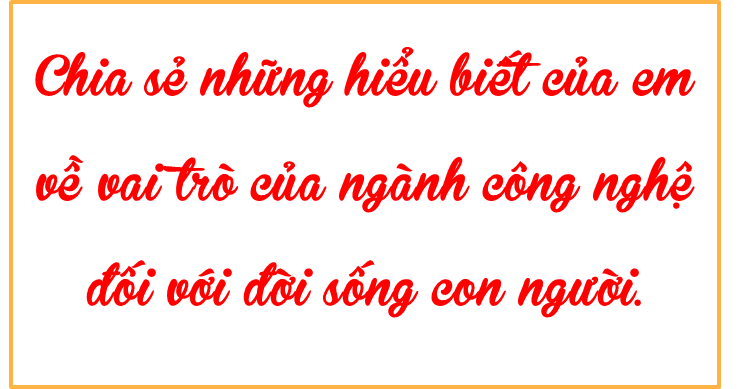 Chia sẻ những hiểu biết của em
về vai trò của ngành công nghệ
đối với đời sống con người.